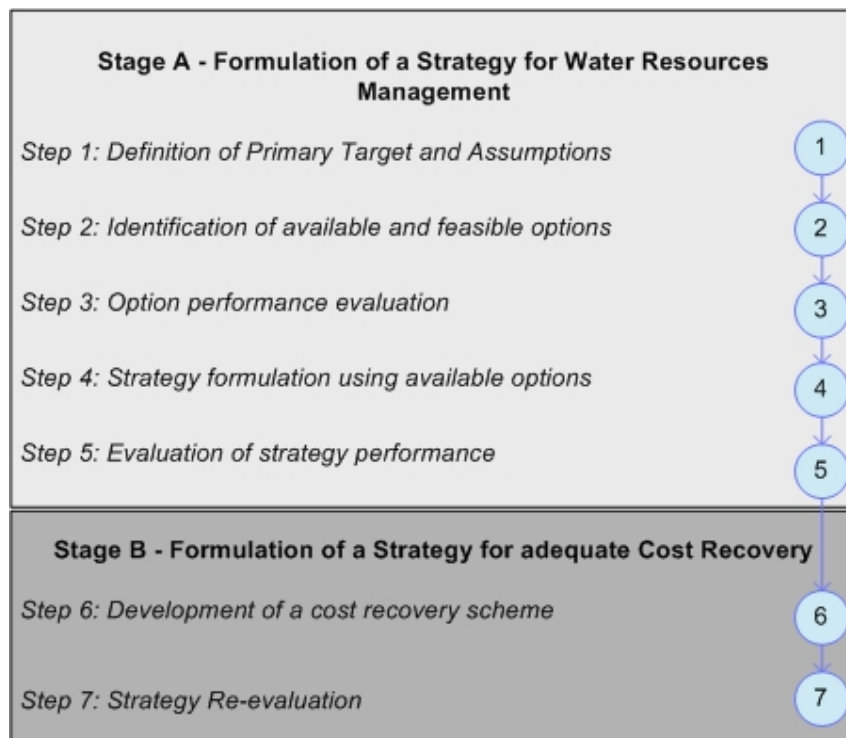 Stage A - Formulation of a Strategy for Water Resources
Management
Step 1: Definition of Primary Target and Assumptions
1
Step 2: Identification of available and feasible options
2
Step 3: Option performance evaluation
3
Step 4: Strategy formulation using available options
4
Step 5: Evaluation of strategy performance
5
Stage B - Formulation of a Strategy for adequate Cost Recovery
Step 6: Development of a cost recovery scheme
6
Step 7: Strategy Re-evaluation
7